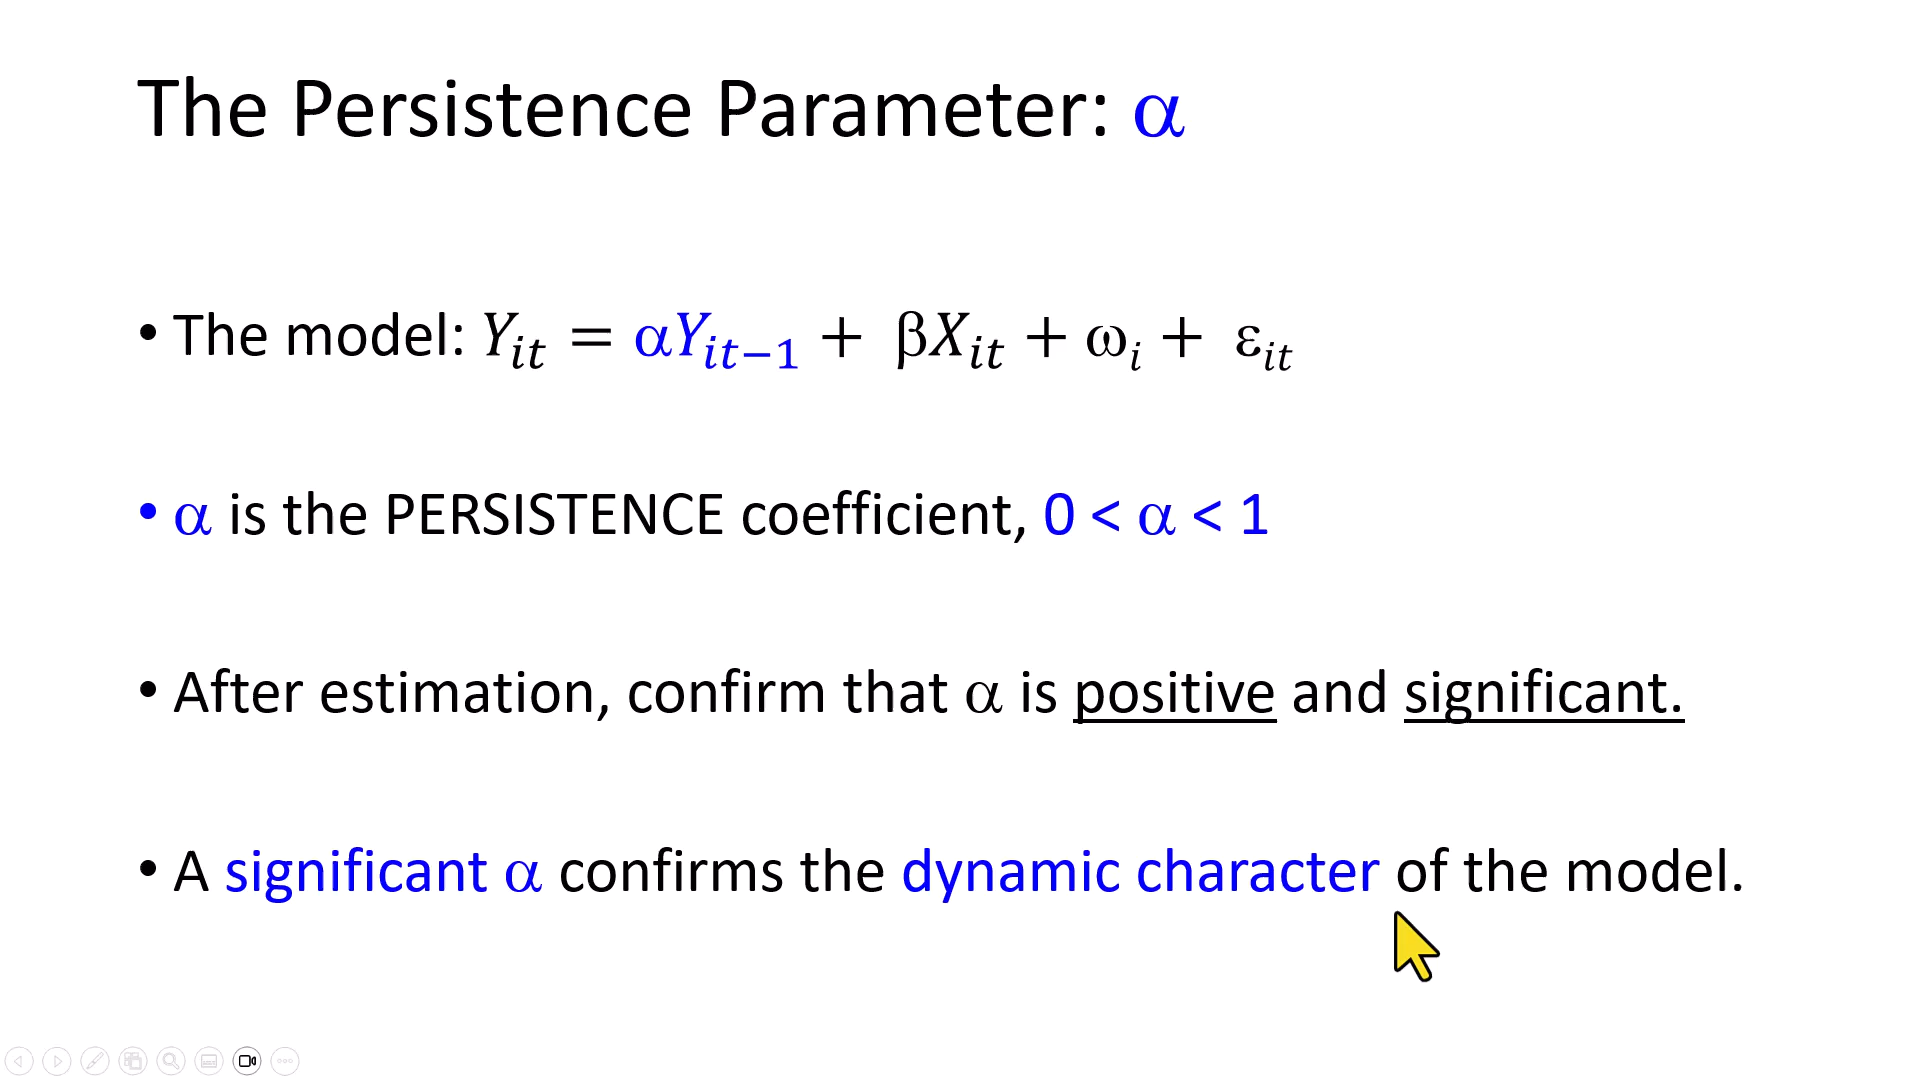 The Persistence Parameter: α
• The model: Yᵢₜ = αYᵢₜ₋₁ + βXᵢₜ + ωᵢ + εᵢₜ
• α is the PERSISTENCE coefficient, 0 < α < 1
• After estimation, confirm that α is positive and significant.
• A significant α confirms the dynamic character of the model.